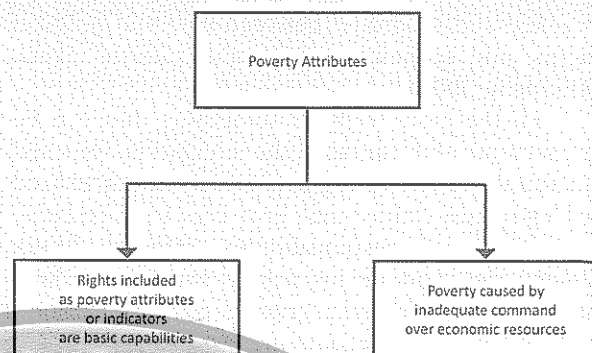 Poverty Attributes
Rights included
as poverty attributes
or indicators
are basic capabilities
Poverty caused by
inadequate command
over economic resources